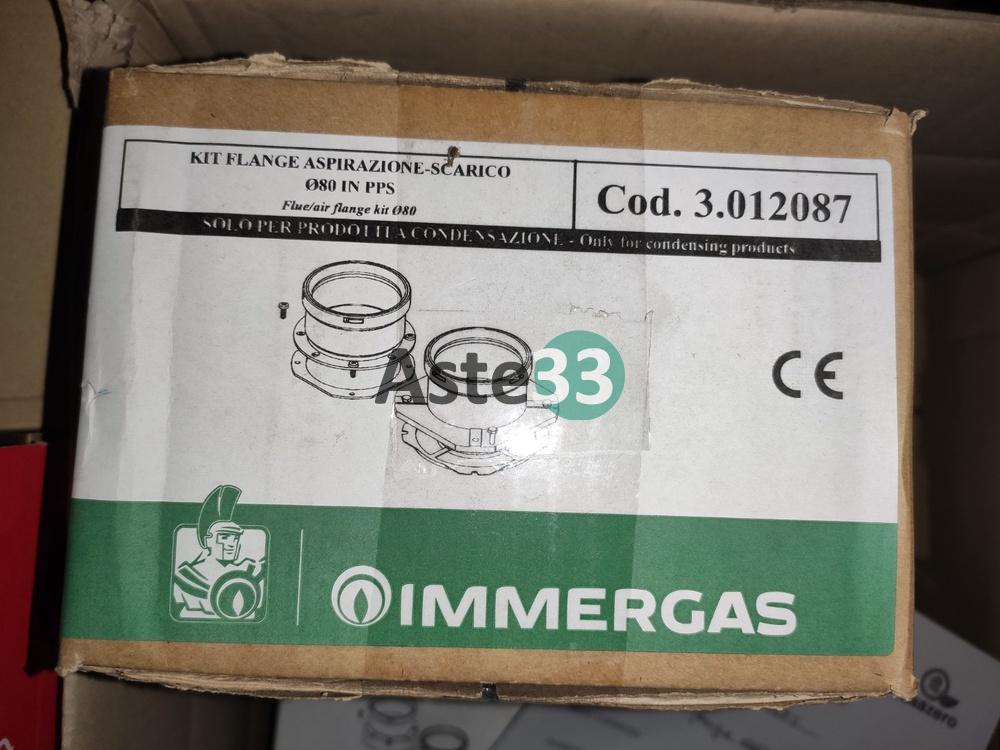 KIT FLANGE ASPIRAZIONE-SCARICO
Ø80 IN PPS
Flue/air flange kit Ø80
Cod. 3.012087
SOLO PER PRODOTTI A CONDENSAZIONE - Only for condensing products
Aste33
CE
IMMERGAS